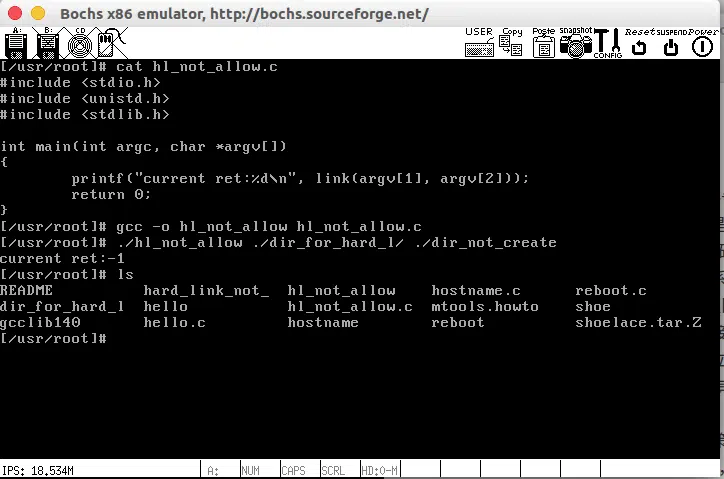 Bochs x86 emulator, http://bochs.sourceforge.net/
A: B: CD USER Copy Paste snapshot CONFIG Reset SUSPEND Power
[/usr/root]# cat hl_not_allow.c
#include <stdio.h>
#include <unistd.h>
#include <stdlib.h>
int main(int argc, char *argv[])
{
printf("current ret:%d\n", link(argv[1], argv[2]));
return 0;
}
[/usr/root]# gcc -o hl_not_allow hl_not_allow.c
[/usr/root]# ./hl_not_allow ./dir_for_hard_l/ ./dir_not_create
current ret:-1
[/usr/root]# ls
README hard_link_not_ hl_not_allow hostname.c reboot.c
dir_for_hard_l hello hl_not_allow.c mtools.howto shoe
gcclib140 hello.c hostname reboot shoelace.tar.Z
[/usr/root]#
IPS: 18.534M A: NUM CAPS SCRL HD:0-M